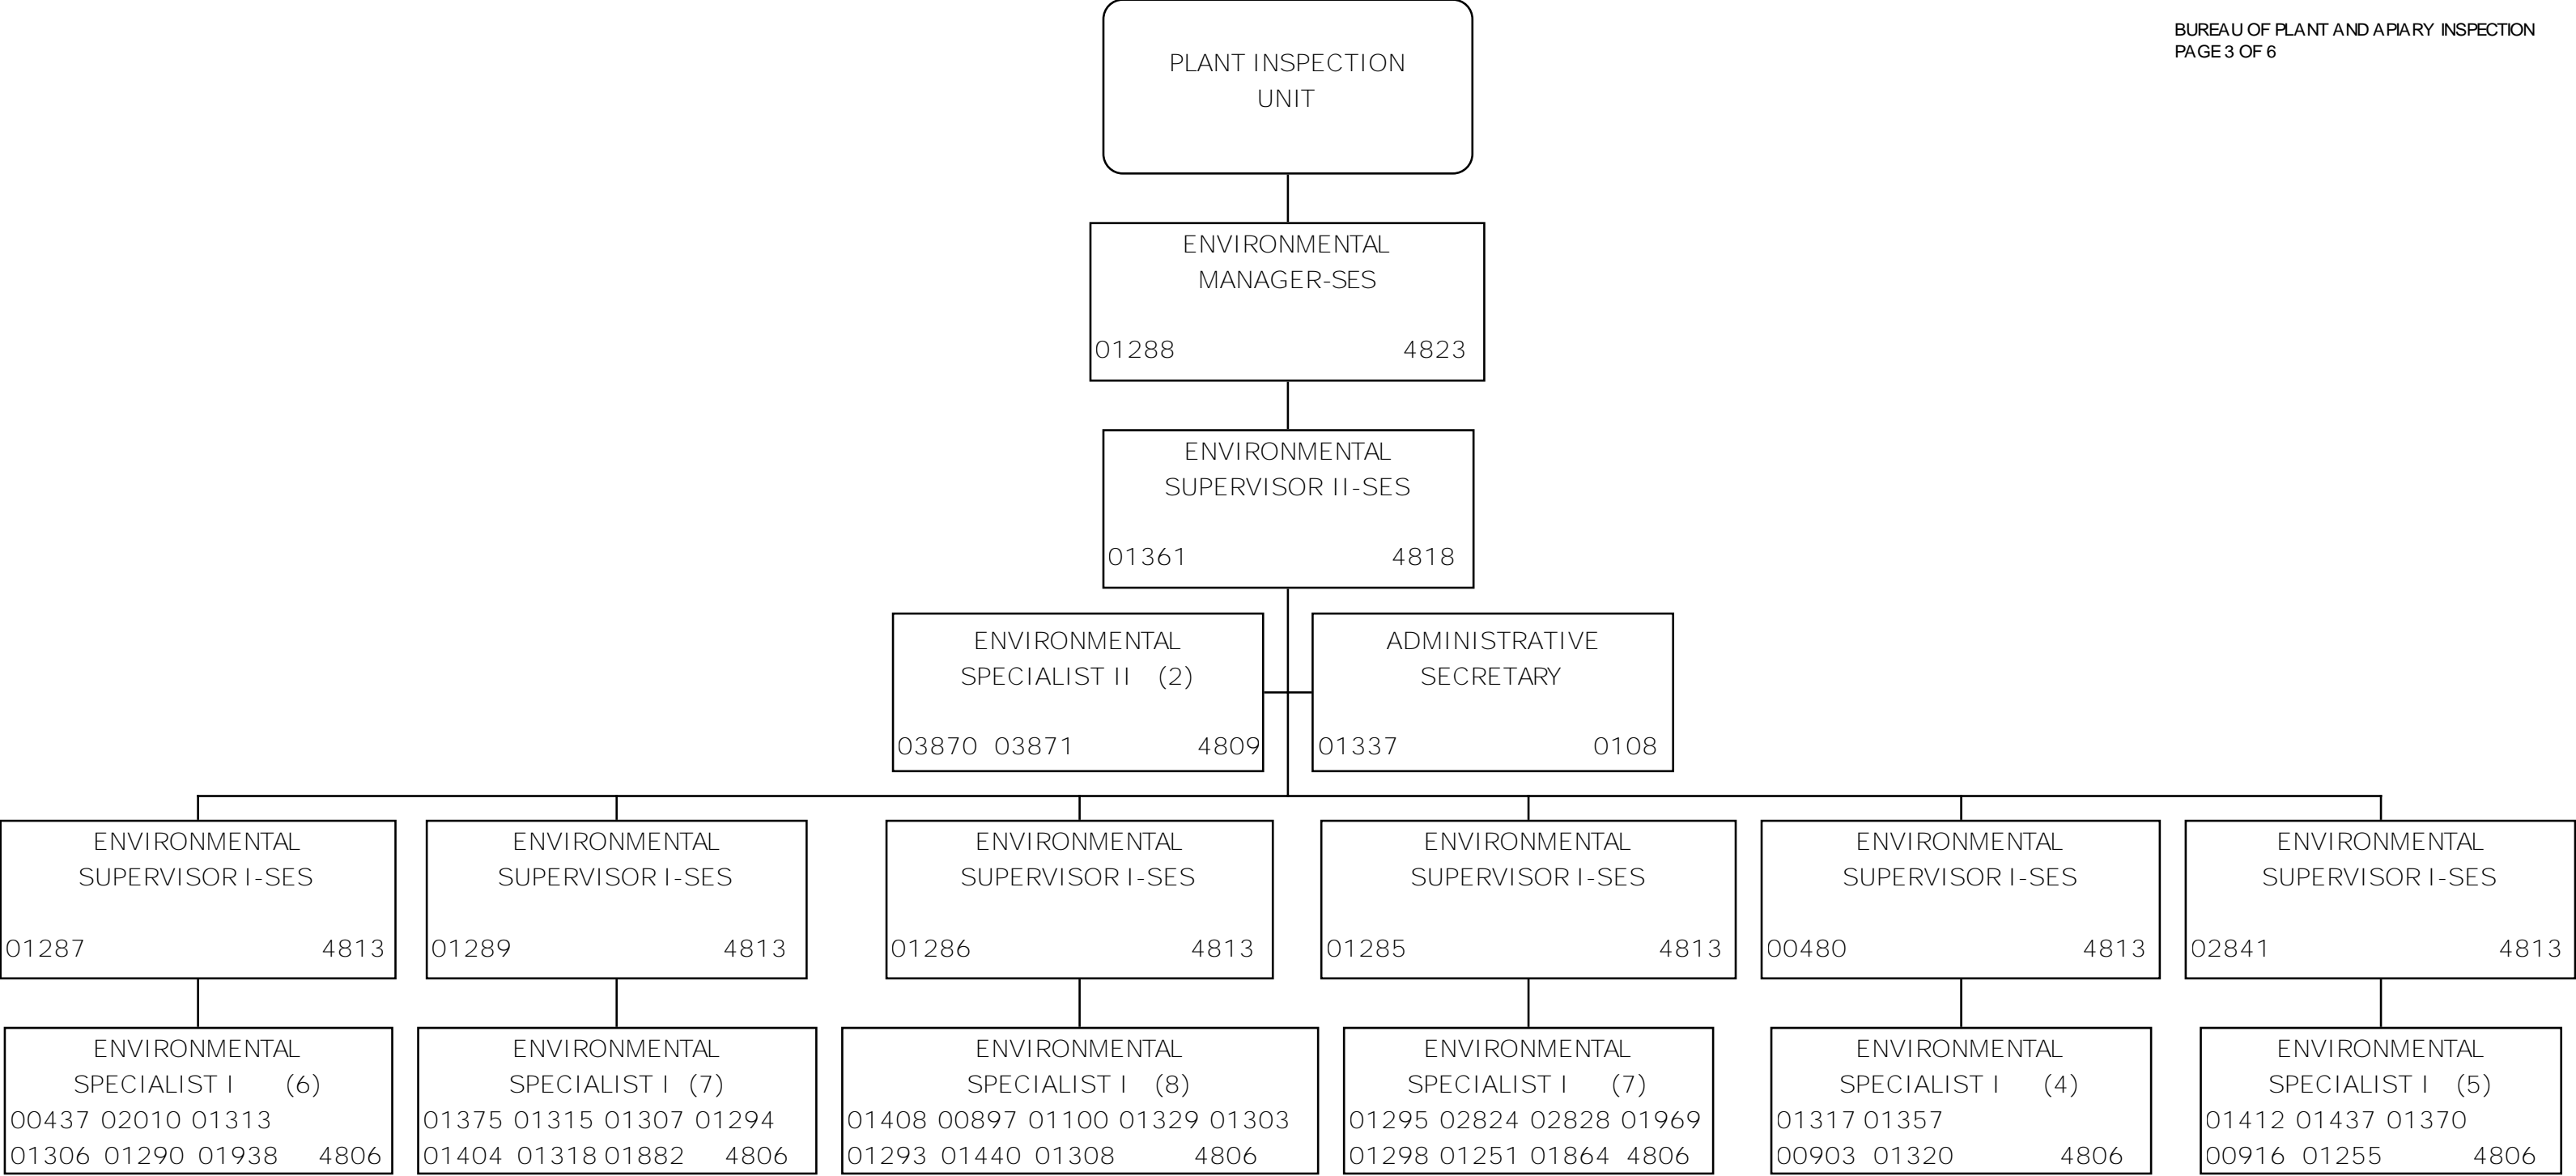 BUREAU OF PLANT AND APIARY INSPECTION
PAGE 3 OF 6
PLANT INSPECTION
UNIT
ENVIRONMENTAL
MANAGER-SES
01288 4823
ENVIRONMENTAL
SUPERVISOR II-SES
01361 4818
ENVIRONMENTAL
SPECIALIST II (2)
03870 03871 4809
ADMINISTRATIVE
SECRETARY
01337 0108
ENVIRONMENTAL
SUPERVISOR I-SES
01287 4813
ENVIRONMENTAL
SUPERVISOR I-SES
01289 4813
ENVIRONMENTAL
SUPERVISOR I-SES
01286 4813
ENVIRONMENTAL
SUPERVISOR I-SES
01285 4813
ENVIRONMENTAL
SUPERVISOR I-SES
00480 4813
ENVIRONMENTAL
SUPERVISOR I-SES
02841 4813
ENVIRONMENTAL
SPECIALIST I (6)
00437 02010 01313
01306 01290 01938 4806
ENVIRONMENTAL
SPECIALIST I (7)
01375 01315 01307 01294
01404 01318 01882 4806
ENVIRONMENTAL
SPECIALIST I (8)
01408 00897 01100 01329 01303
01293 01440 01308 4806
ENVIRONMENTAL
SPECIALIST I (7)
01295 02824 02828 01969
01298 01251 01864 4806
ENVIRONMENTAL
SPECIALIST I (4)
01317 01357
00903 01320 4806
ENVIRONMENTAL
SPECIALIST I (5)
01412 01437 01370
00916 01255 4806